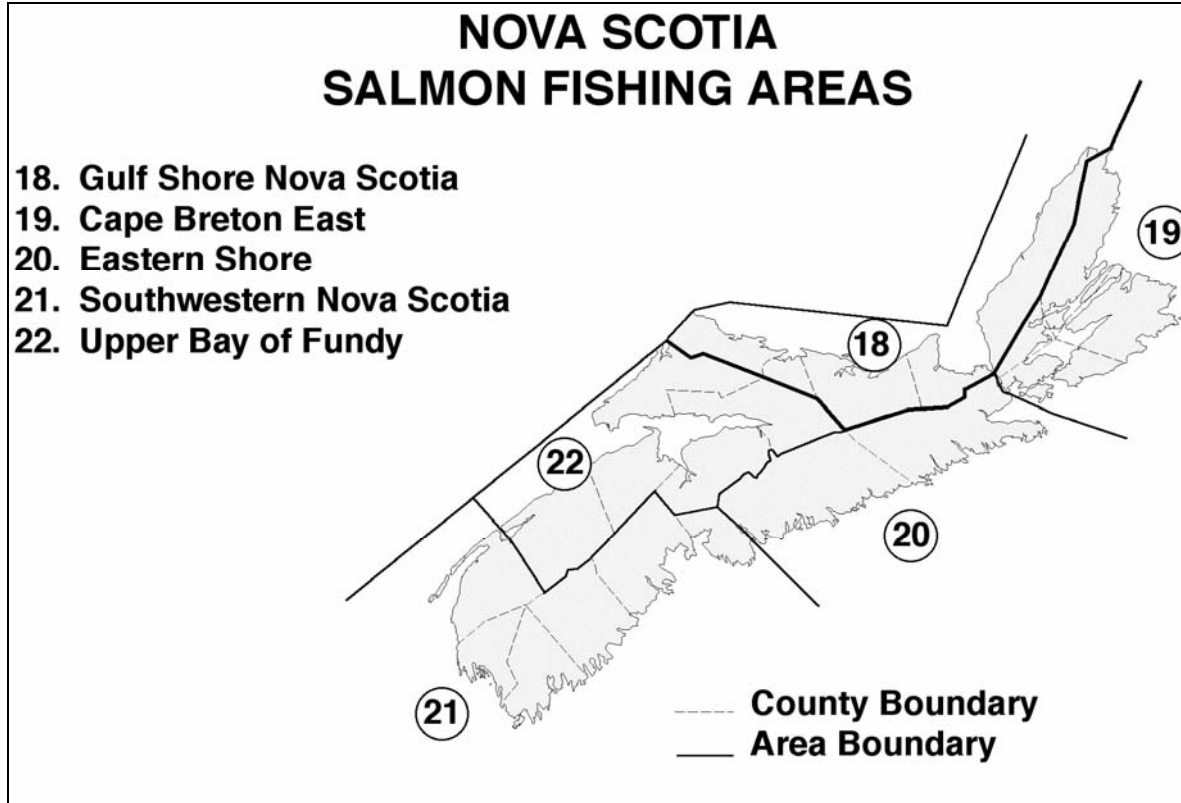 NOVA SCOTIA
SALMON FISHING AREAS
18. Gulf Shore Nova Scotia
19. Cape Breton East
20. Eastern Shore
21. Southwestern Nova Scotia
22. Upper Bay of Fundy
19
18
22
20
21
County Boundary
Area Boundary